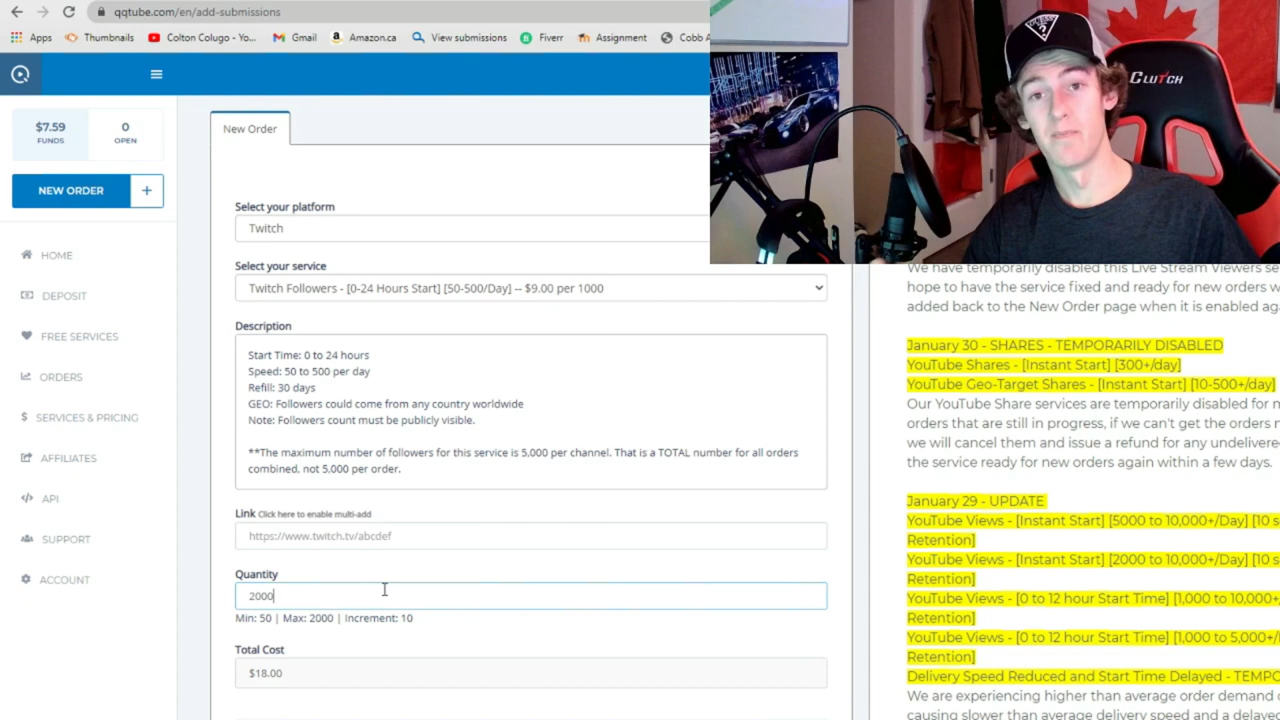 qqtube.com/en/add-submissions
Apps Thumbnails Colton Colugo - Yo... Gmail Amazon.ca View submissions Fiverr Assignment Cobb A
$7.59
FUNDS
0
OPEN
NEW ORDER +
HOME
DEPOSIT
FREE SERVICES
ORDERS
SERVICES & PRICING
AFFILIATES
API
SUPPORT
ACCOUNT
New Order
Select your platform
Twitch
Select your service
Twitch Followers - [0-24 Hours Start] [50-500/Day] -- $9.00 per 1000
Description
Start Time: 0 to 24 hours
Speed: 50 to 500 per day
Refill: 30 days
GEO: Followers could come from any country worldwide
Note: Followers count must be publicly visible.
**The maximum number of followers for this service is 5,000 per channel. That is a TOTAL number for all orders
combined, not 5,000 per order.
Link Click here to enable multi-add
https://www.twitch.tv/abcdef
Quantity
2000
Min: 50 | Max: 2000 | Increment: 10
Total Cost
$18.00
CLUTCH
We have temporarily disabled this Live Stream Viewers se
hope to have the service fixed and ready for new orders w
added back to the New Order page when it is enabled aga
January 30 - SHARES - TEMPORARILY DISABLED
YouTube Shares - [Instant Start] [300+/day]
YouTube Geo-Target Shares - [Instant Start] [10-500+/day]
Our YouTube Share services are temporarily disabled for n
orders that are still in progress, if we can't get the orders r
we will cancel them and issue a refund for any undelivere
the service ready for new orders again within a few days.
January 29 - UPDATE
YouTube Views - [Instant Start] [5000 to 10,000+/Day] [10 s
Retention]
YouTube Views - [Instant Start] [2000 to 10,000+/Day] [10 s
Retention]
YouTube Views - [0 to 12 hour Start Time] [1,000 to 10,000+/
Retention]
YouTube Views - [0 to 12 hour Start Time] [1,000 to 5,000+/
Retention]
Delivery Speed Reduced and Start Time Delayed - TEMPO
We are experiencing higher than average order demand c
causing slower than average delivery speed and a delayed